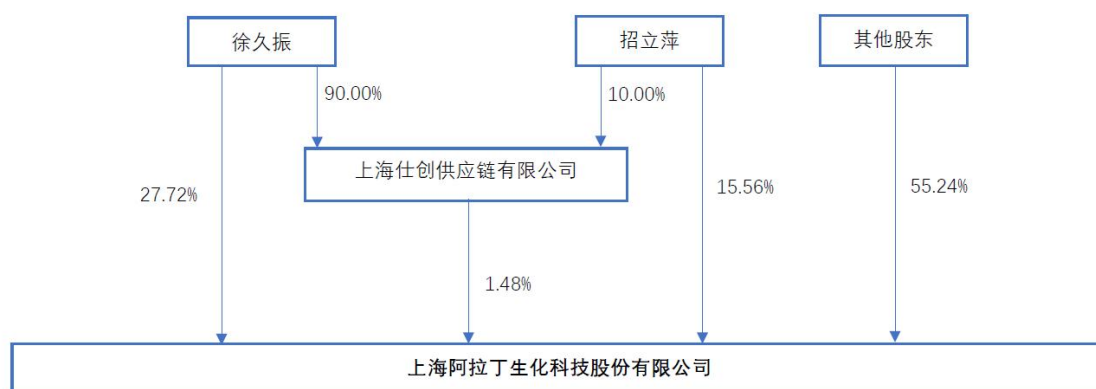 徐久振
招立萍
其他股东
90.00%
10.00%
上海仕创供应链有限公司
27.72%
15.56%
55.24%
1.48%
上海阿拉丁生化科技股份有限公司